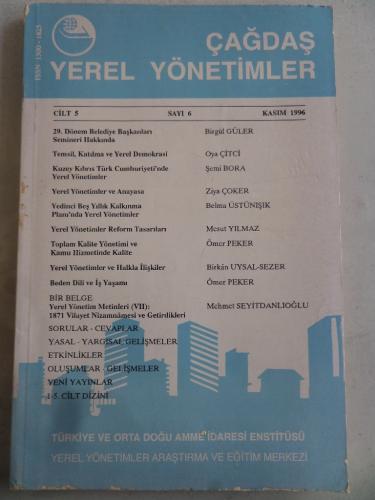 ISSN 1300-1825
ÇAĞDAŞ
YEREL YÖNETİMLER
CİLT 5 SAYI 6 KASIM 1996
29. Dönem Belediye Başkanları Birgül GÜLER
Semineri Hakkında
Temsil, Katılma ve Yerel Demokrasi Oya ÇİTCİ
Kuzey Kıbrıs Türk Cumhuriyeti'nde Şemi BORA
Yerel Yönetimler
Yerel Yönetimler ve Anayasa Ziya ÇOKER
Yedinci Beş Yıllık Kalkınma Belma ÜSTÜNIŞIK
Planı'nda Yerel Yönetimler
Yerel Yönetimler Reform Tasarıları Mesut YILMAZ
Toplam Kalite Yönetimi ve Ömer PEKER
Kamu Hizmetinde Kalite
Yerel Yönetimler ve Halkla İlişkiler Birkân UYSAL-SEZER
Beden Dili ve İş Yaşamı Ömer PEKER
BİR BELGE
Yerel Yönetim Metinleri (VII): Mehmet SEYİTDANLIOĞLU
1871 Vilayet Nizamnâmesi ve Getirdikleri
SORULAR - CEVAPLAR
YASAL - YARGISAL GELİŞMELER
ETKİNLİKLER
OLUŞUMLAR - GELİŞMELER
YENİ YAYINLAR
1-5. CİLT DİZİNİ
TÜRKİYE VE ORTA DOĞU AMME İDARESİ ENSTİTÜSÜ
YEREL YÖNETİMLER ARAŞTIRMA VE EĞİTİM MERKEZİ